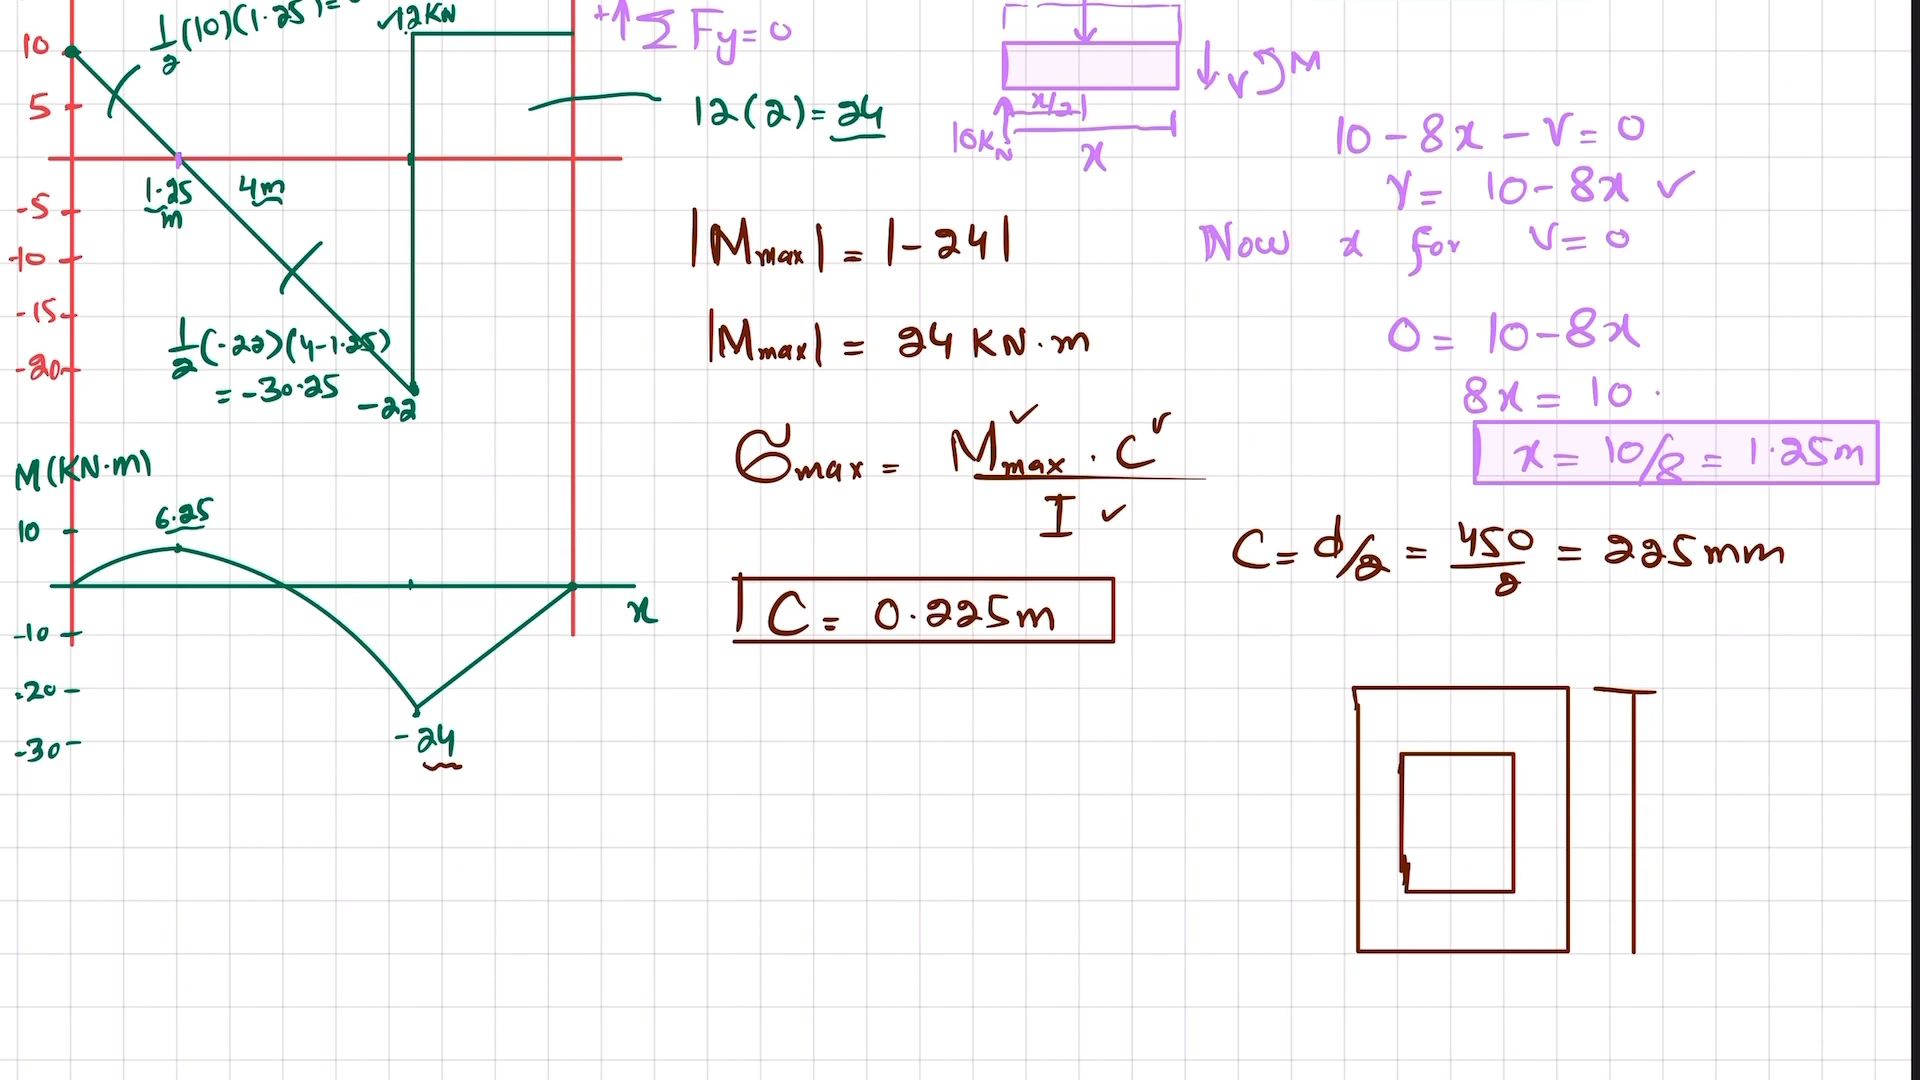 1/2 (10)(1.25)=
10
5
-5
-10
-15
-20
12KN
1.25
m
4m
1/2 (-22)(4-1.25)
= -30.25
-22
M(KN.m)
10
-10
-20
-30
6.25
-24
x
+↑ΣFy=0
12(2)=24
|Mmax| = |-24|
|Mmax| = 24 KN.m
σmax = Mmax . C / I
C = 0.225m
10KN
x/2
x
V
M
10-8x-V=0
V= 10-8x ✓
Now x for V=0
0= 10-8x
8x= 10
x= 10/8 = 1.25m
C= d/2 = 450/2 = 225mm